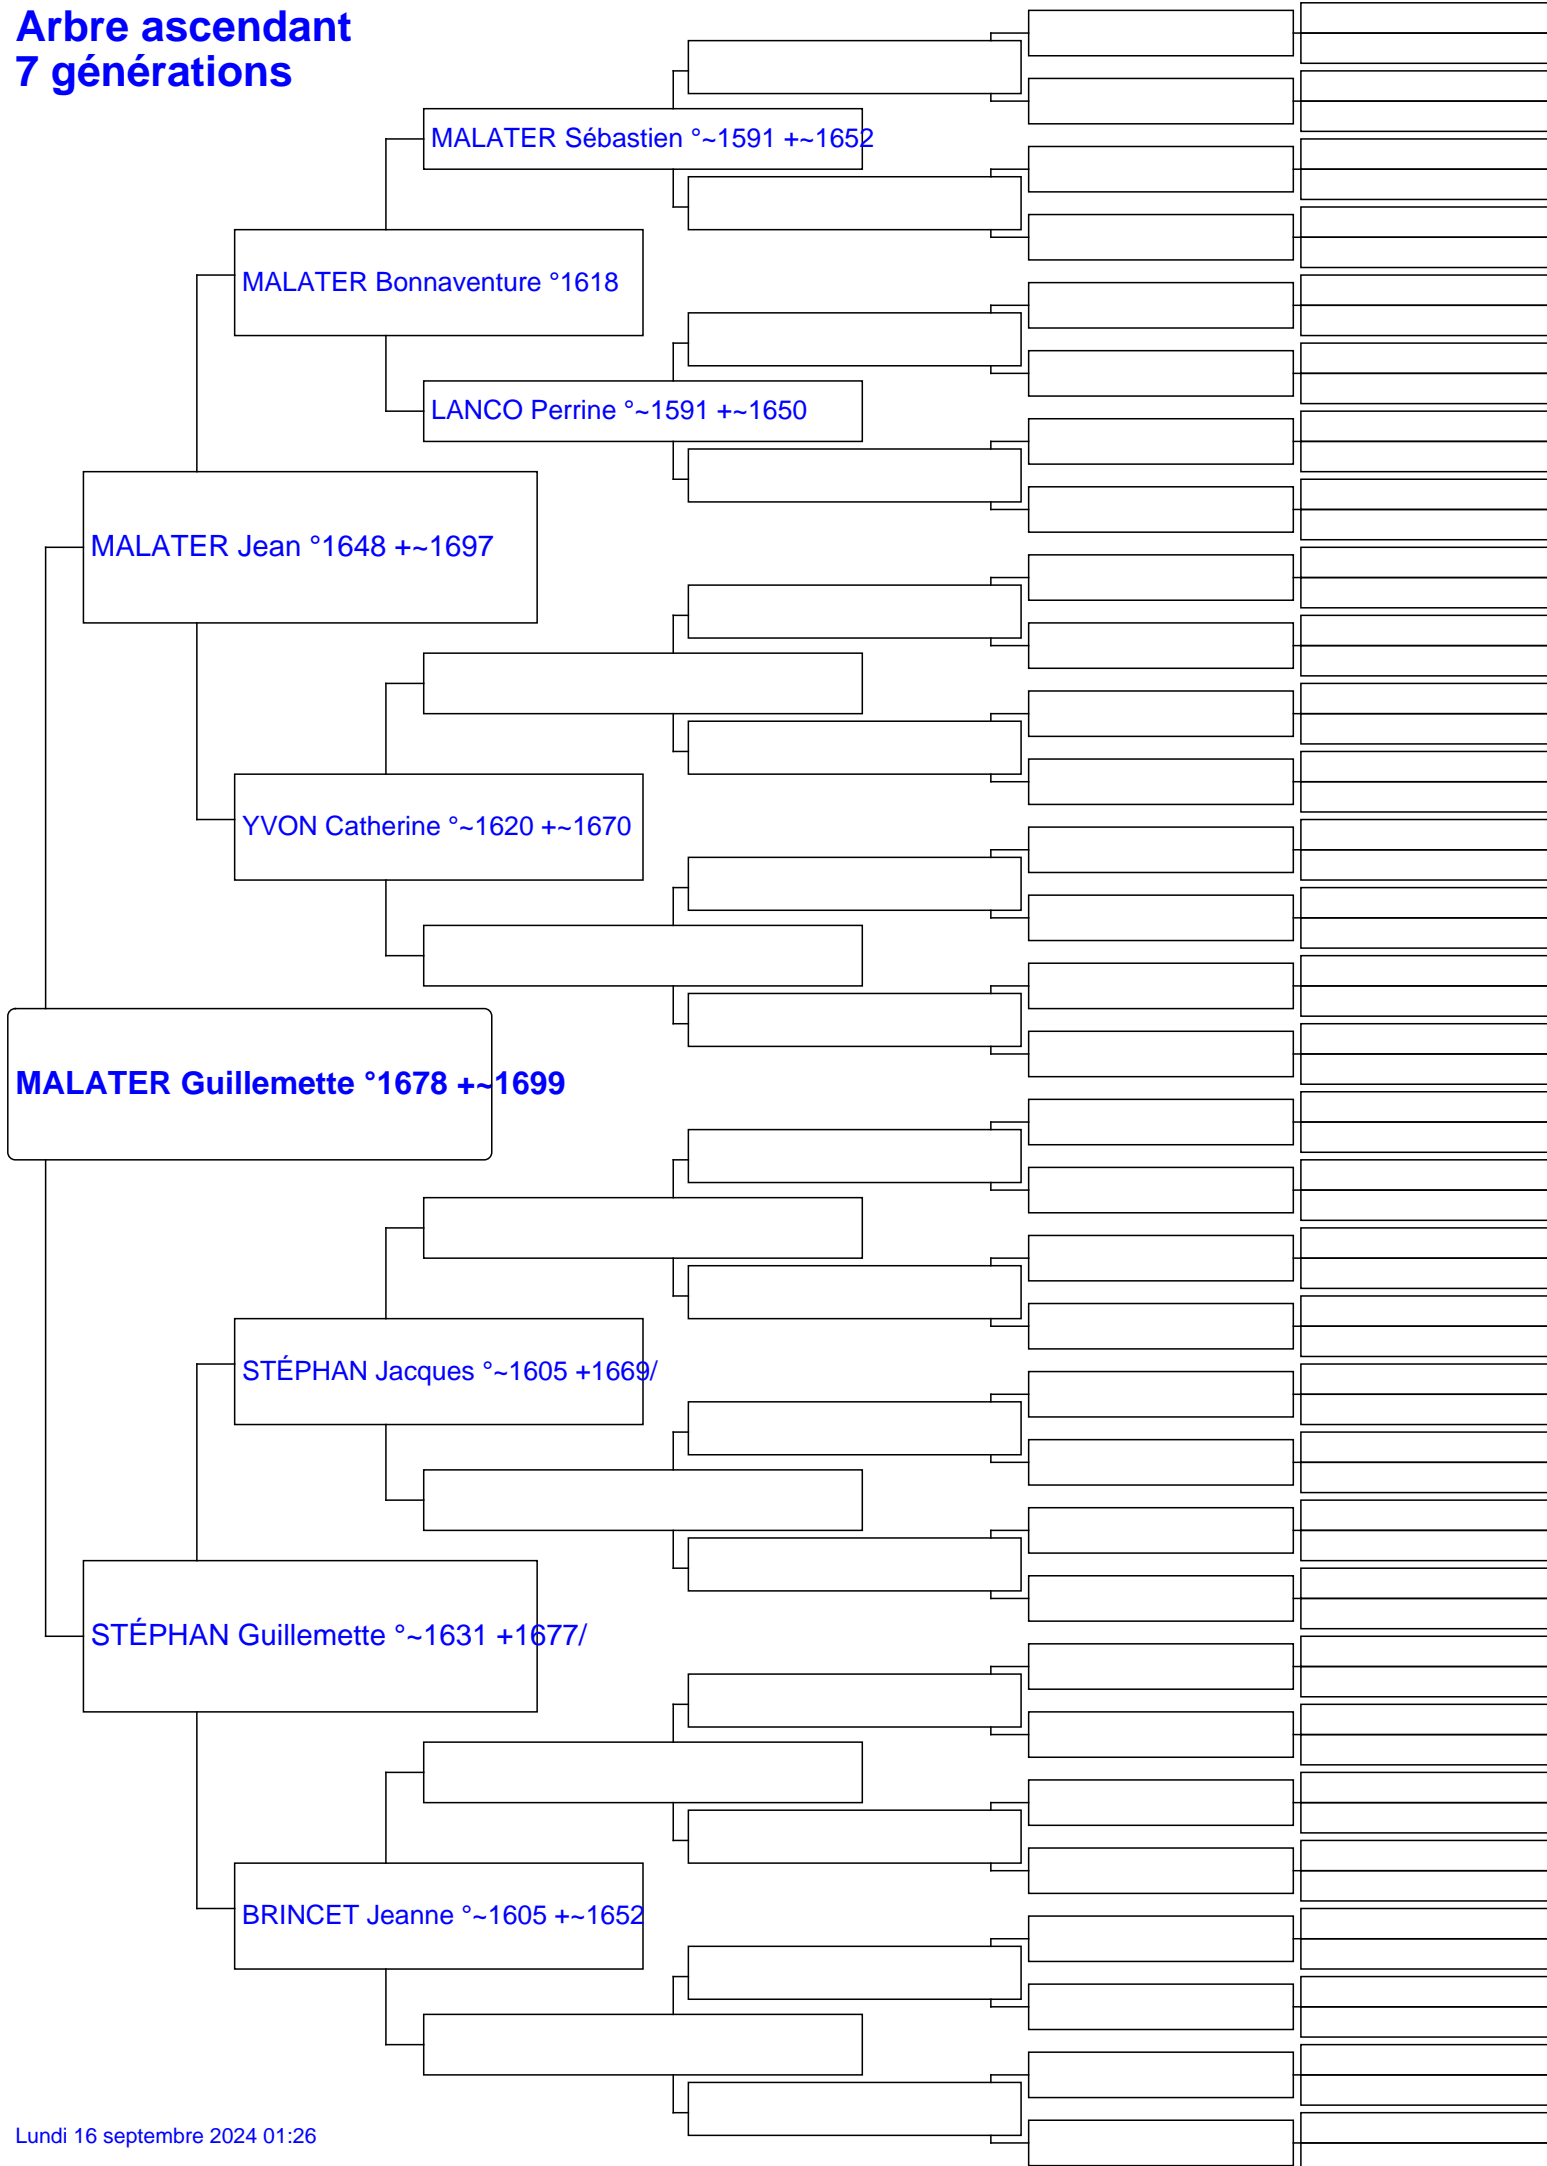 Arbre ascendant
7 générations
MALATER Sébastien °~1591 +~1652
MALATER Bonnaventure °1618
LANCO Perrine °~1591 +~1650
MALATER Jean °1648 +~1697
YVON Catherine °~1620 +~1670
MALATER Guillemette °1678 +~1699
STÉPHAN Jacques °~1605 +1669/
STÉPHAN Guillemette °~1631 +1677/
BRINCET Jeanne °~1605 +~1652
Lundi 16 septembre 2024 01:26